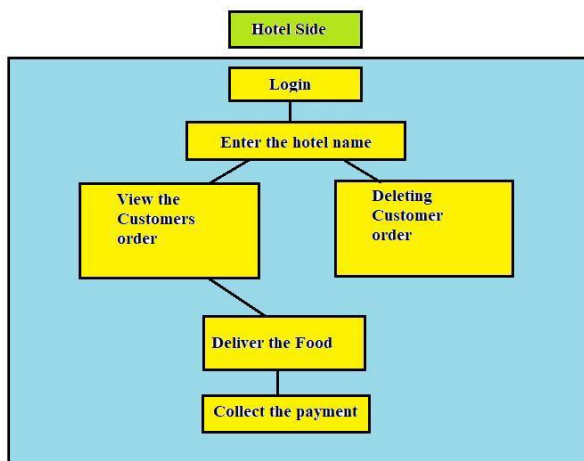 Hotel Side
Login
Enter the hotel name
View the
Customers
order
Deleting
Customer
order
Deliver the Food
Collect the payment